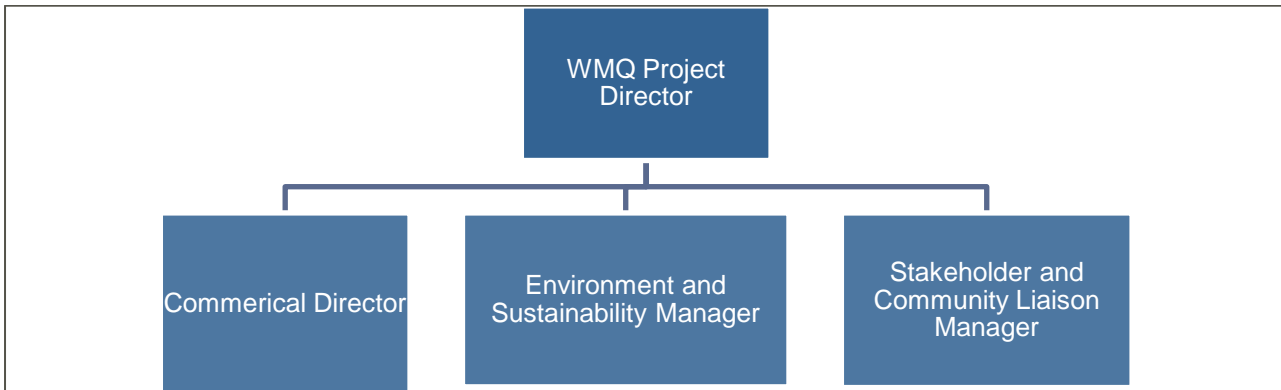 WMQ Project
Director
Commerical Director
Environment and
Sustainability Manager
Stakeholder and
Community Liaison
Manager